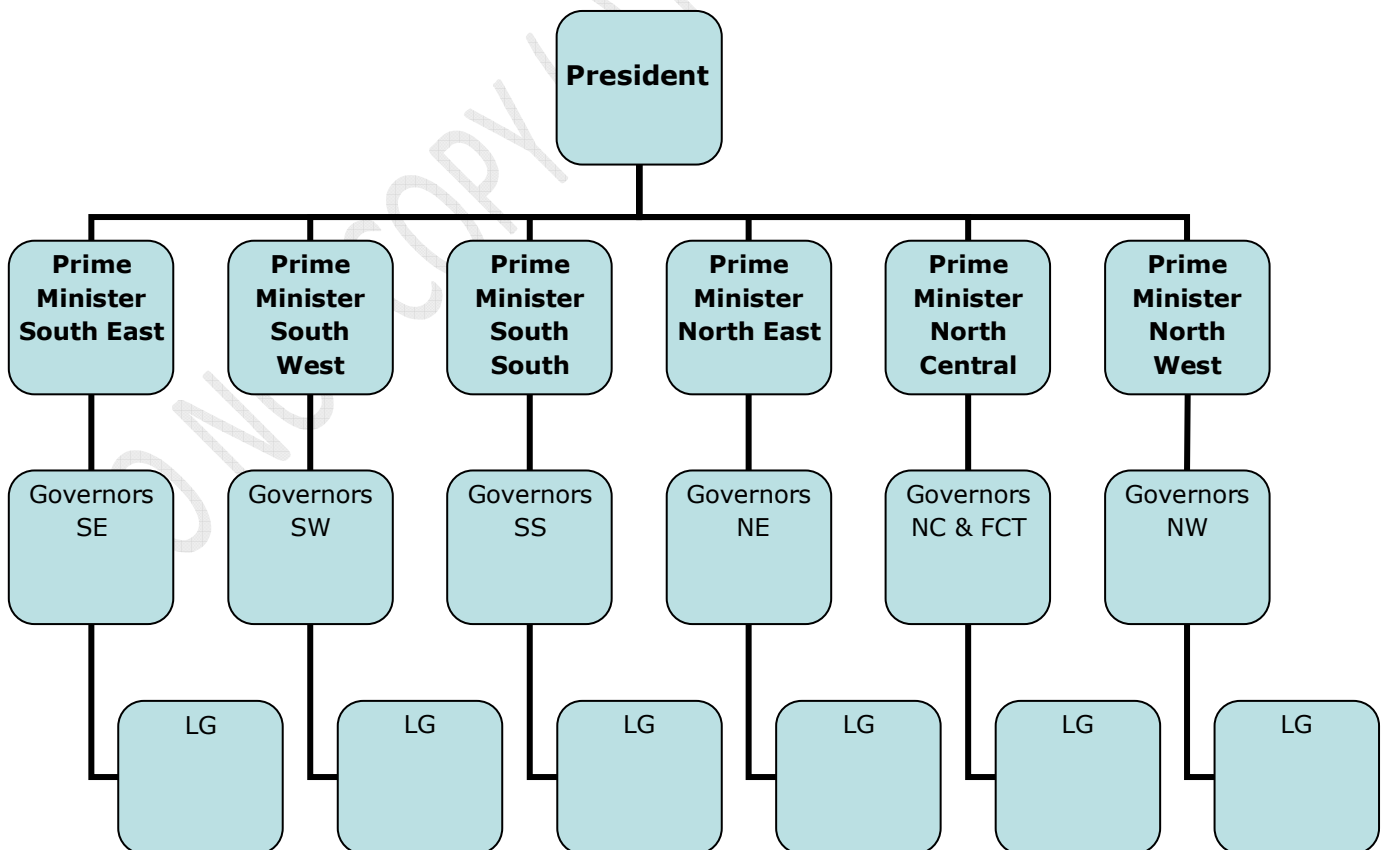 President
Prime
Minister
South East
Prime
Minister
South
West
Prime
Minister
South
South
Prime
Minister
North East
Prime
Minister
North
Central
Prime
Minister
North
West
Governors
SE
Governors
SW
Governors
SS
Governors
NE
Governors
NC & FCT
Governors
NW
LG
LG
LG
LG
LG
LG
COPY